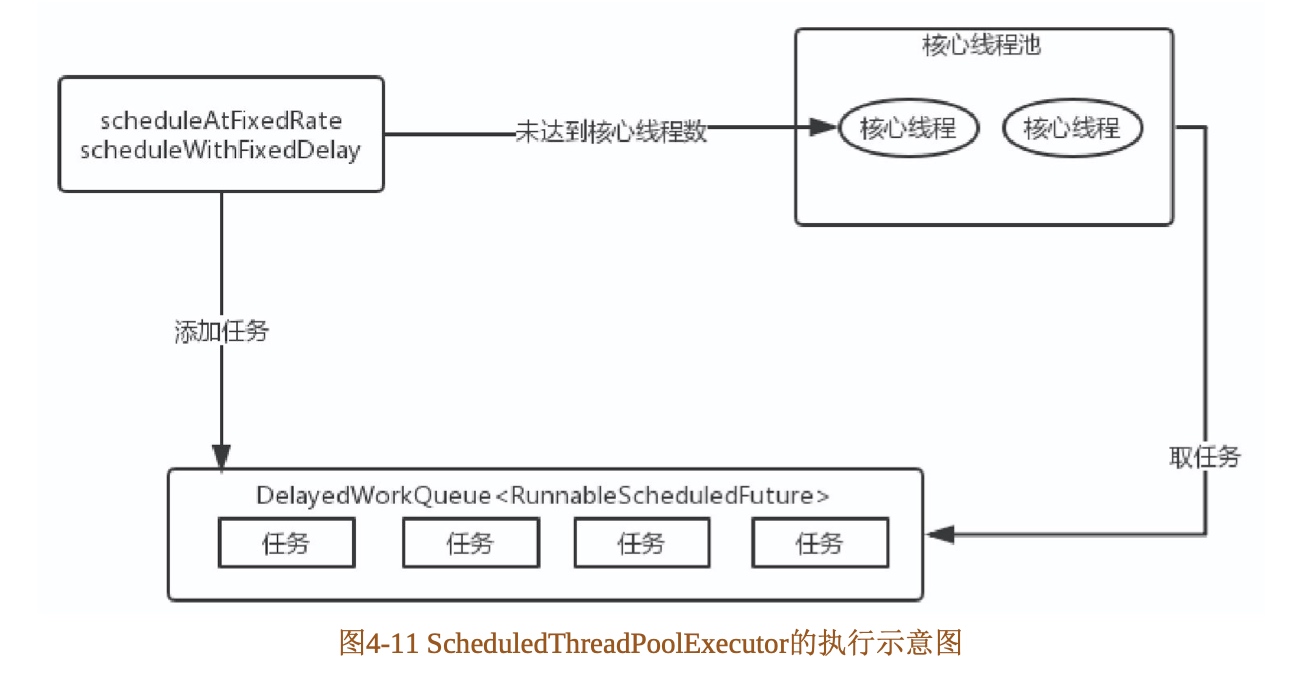 核心线程池
scheduleAtFixedRate
scheduleWithFixedDelay
未达到核心线程数
核心线程
核心线程
添加任务
取任务
DelayedWorkQueue<RunnableScheduledFuture>
任务
任务
任务
任务
图4-11 ScheduledThreadPoolExecutor的执行示意图